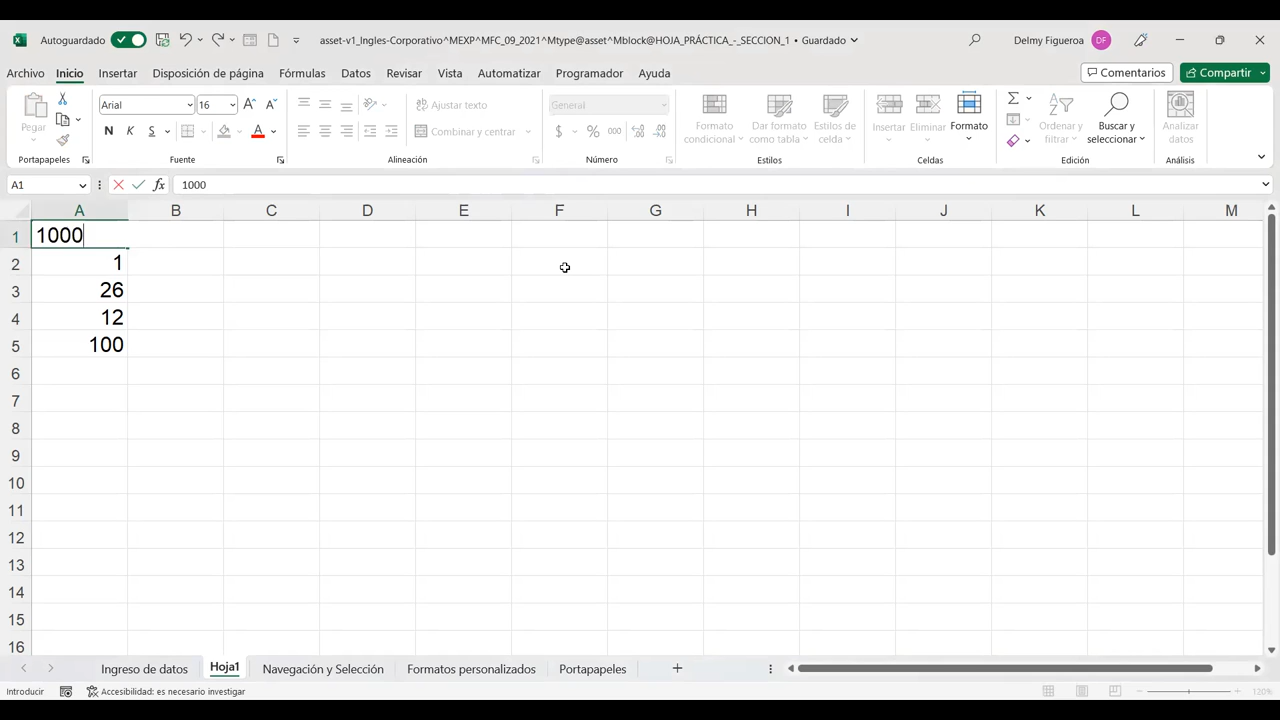 Autoguardado
asset-v1_Ingles-Corporativo^MEXP^MFC_09_2021^Mtype@asset^Mblock@HOJA_PRÁCTICA_-_SECCION_1 • Guardado
Delmy Figueroa DF
Archivo Inicio Insertar Disposición de página Fórmulas Datos Revisar Vista Automatizar Programador Ayuda
Comentarios Compartir
Pegar
Portapapeles
Arial 16
N K S
Fuente
Ajustar texto
Combinar y centrar
Alineación
General
$ % 000
Número
Formato condicional
Dar formato como tabla
Estilos de celda
Estilos
Insertar Eliminar Formato
Celdas
Ordenar y filtrar
Buscar y seleccionar
Edición
Analizar datos
Análisis
A1 fx 1000
A B C D E F G H I J K L M
1 1000
2 1
3 26
4 12
5 100
6
7
8
9
10
11
12
13
14
15
16
Ingreso de datos Hoja1 Navegación y Selección Formatos personalizados Portapapeles
Introducir Accesibilidad: es necesario investigar 120%